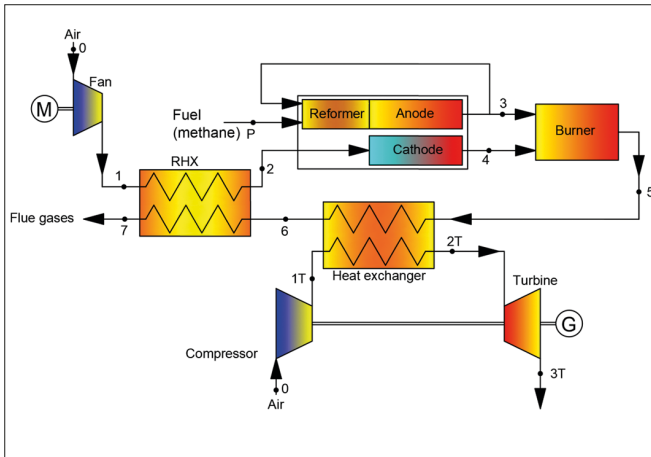 Air
0
Fan
M
Fuel
(methane)
P
Reformer
Anode
3
Burner
Cathode
4
RHX
1
2
5
Flue gases
7
6
2T
1T
Heat exchanger
Turbine
Compressor
G
0
Air
3T